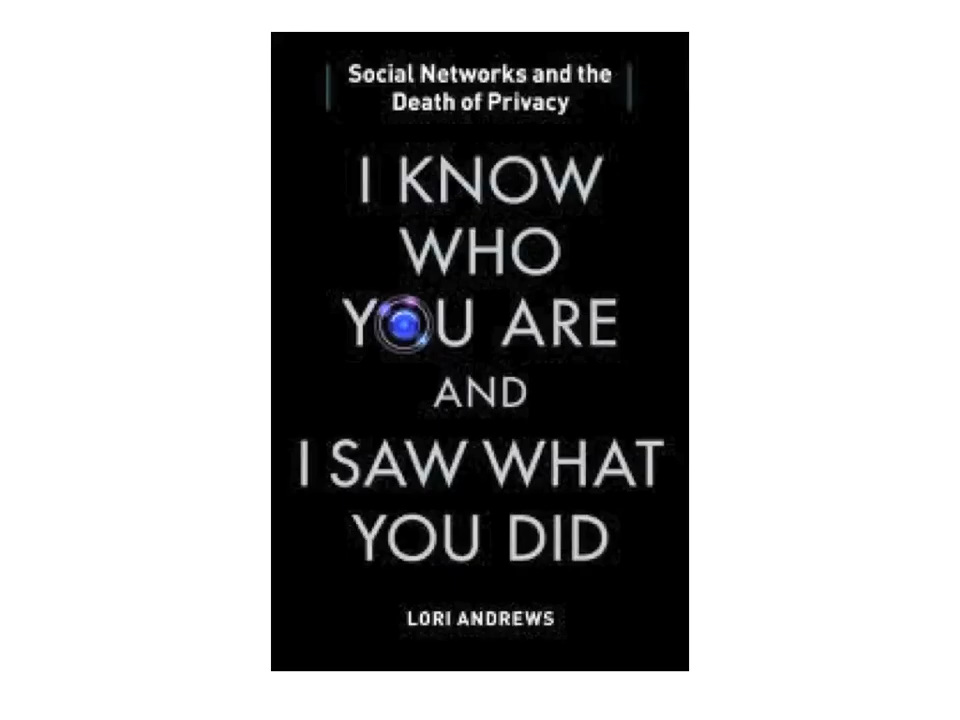 Social Networks and the
Death of Privacy
I KNOW
WHO
YOU ARE
AND
I SAW WHAT
YOU DID
LORI ANDREWS